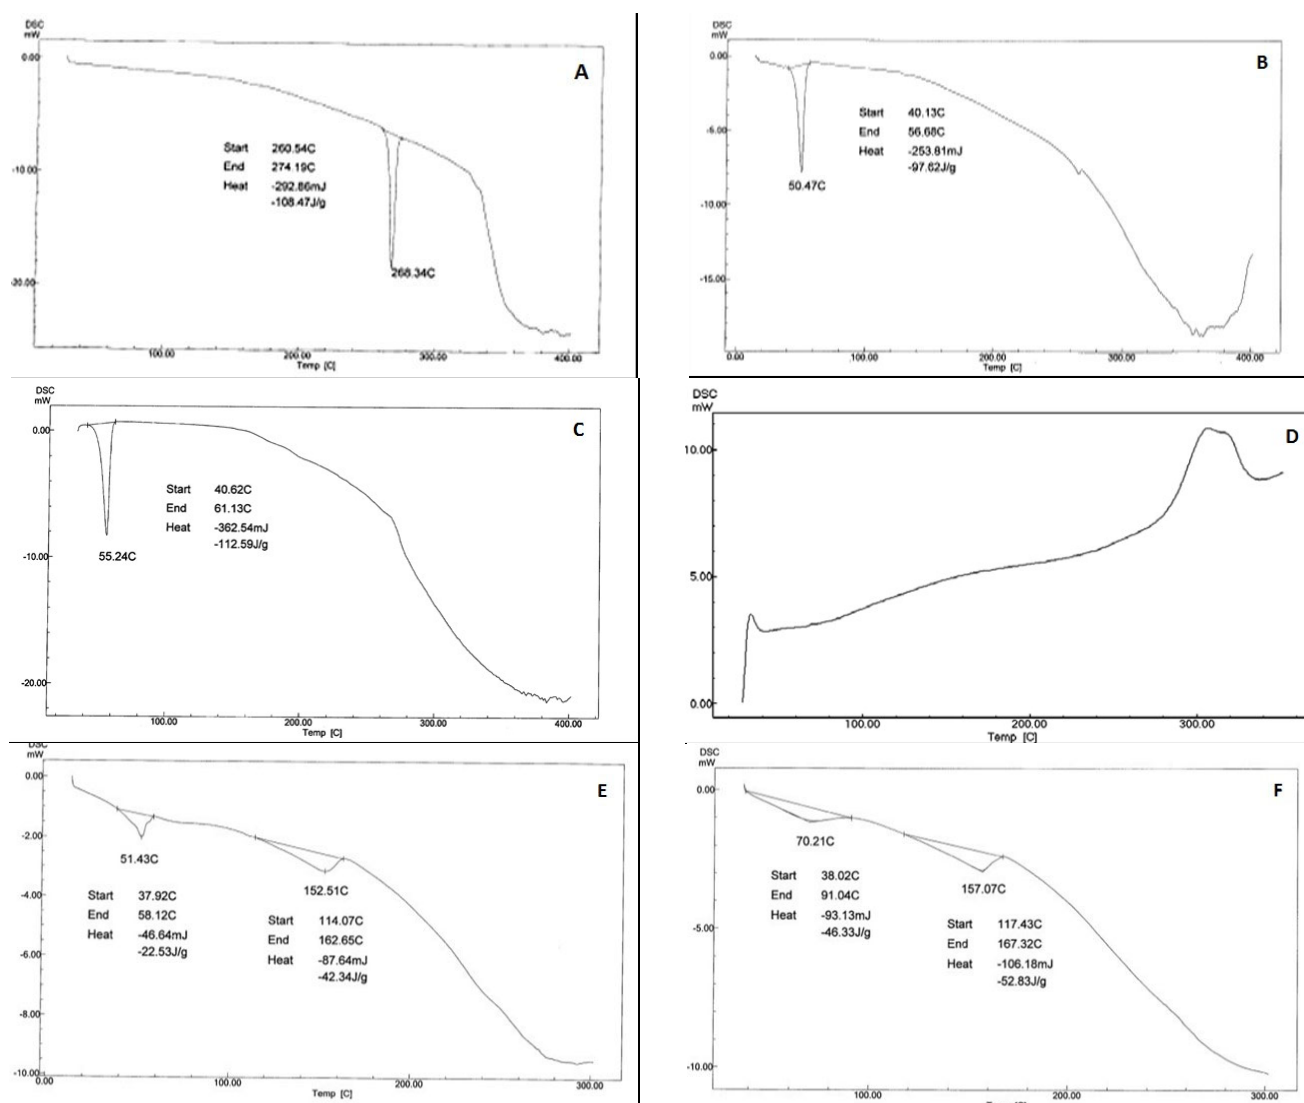 DSC
mW
A
0.00
-10.00
-20.00
Start 260.54C
End 274.19C
Heat -292.86mJ
-108.47J/g
268.34C
100.00 200.00 300.00 400.00
Temp [C]
DSC
mW
B
0.00
-5.00
-10.00
-15.00
Start 40.13C
End 56.68C
Heat -253.81mJ
-97.62J/g
50.47C
0.00 100.00 200.00 300.00 400.00
Temp [C]
DSC
mW
C
0.00
-10.00
-20.00
Start 40.62C
End 61.13C
Heat -362.54mJ
-112.59J/g
55.24C
100.00 200.00 300.00 400.00
Temp [C]
DSC
mW
D
10.00
5.00
0.00
100.00 200.00 300.00
Temp [C]
DSC
mW
E
0.00
-2.00
-4.00
-6.00
-8.00
-10.00
51.43C
Start 37.92C
End 58.12C
Heat -46.64mJ
-22.53J/g
152.51C
Start 114.07C
End 162.65C
Heat -87.64mJ
-42.34J/g
0.00 100.00 200.00 300.00
Temp [C]
DSC
mW
F
0.00
-5.00
-10.00
70.21C
Start 38.02C
End 91.04C
Heat -93.13mJ
-46.33J/g
157.07C
Start 117.43C
End 167.32C
Heat -106.18mJ
-52.83J/g
100.00 200.00 300.00